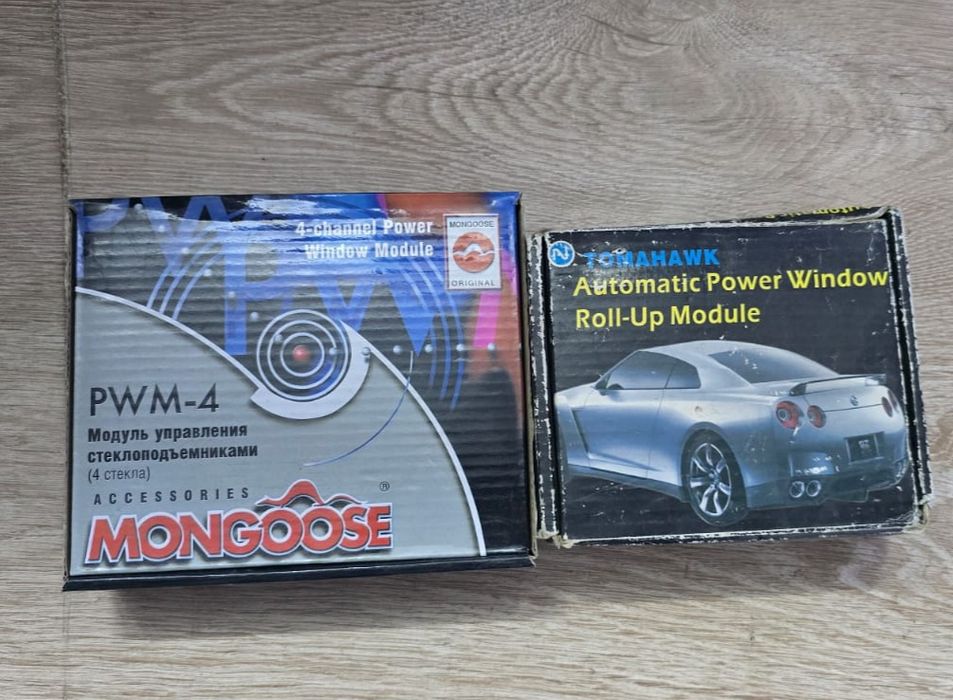 4-channel Power
Window Module
MONGOOSE
ORIGINAL
PWM-4
Модуль управления
стеклоподъемниками
(4 стекла)
ACCESSORIES
MONGOOSE
®
TOMAHAWK
Automatic Power Window
Roll-Up Module